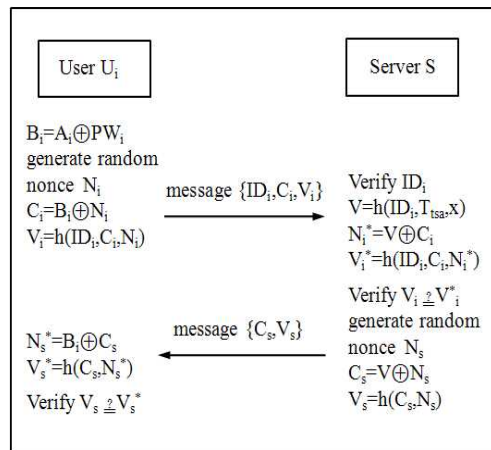 User Uᵢ
Server S
Bᵢ=Aᵢ⊕PWᵢ
generate random
nonce Nᵢ
Cᵢ=Bᵢ⊕Nᵢ
Vᵢ=h(IDᵢ,Cᵢ,Nᵢ)
message {IDᵢ,Cᵢ,Vᵢ}
Verify IDᵢ
V=h(IDᵢ,Tₜₛₐ,x)
Nᵢ*=V⊕Cᵢ
Vᵢ*=h(IDᵢ,Cᵢ,Nᵢ*)
Verify Vᵢ ≟ V*ᵢ
generate random
nonce Nₛ
Cₛ=V⊕Nₛ
Vₛ=h(Cₛ,Nₛ)
message {Cₛ,Vₛ}
Nₛ*=Bᵢ⊕Cₛ
Vₛ*=h(Cₛ,Nₛ*)
Verify Vₛ ≟ Vₛ*